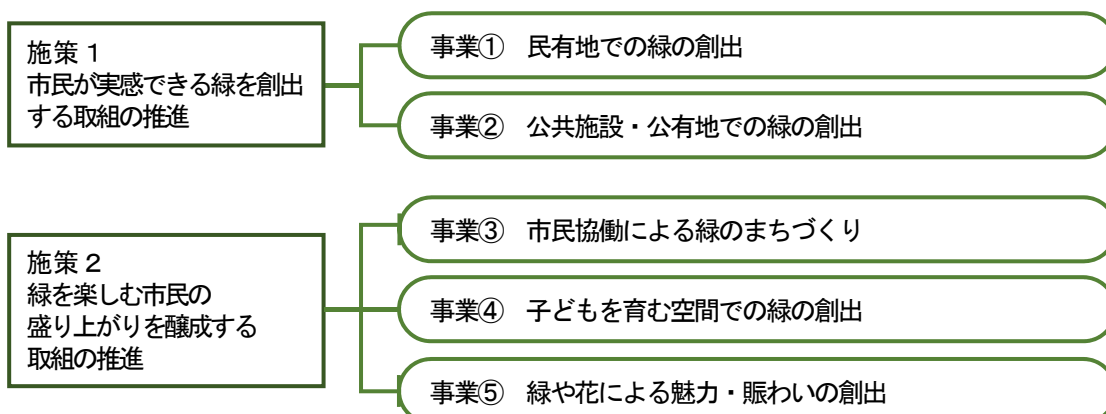 施策１
市民が実感できる緑を創出
する取組の推進
事業①　民有地での緑の創出
事業②　公共施設・公有地での緑の創出
施策２
緑を楽しむ市民の
盛り上がりを醸成する
取組の推進
事業③　市民協働による緑のまちづくり
事業④　子どもを育む空間での緑の創出
事業⑤　緑や花による魅力・賑わいの創出